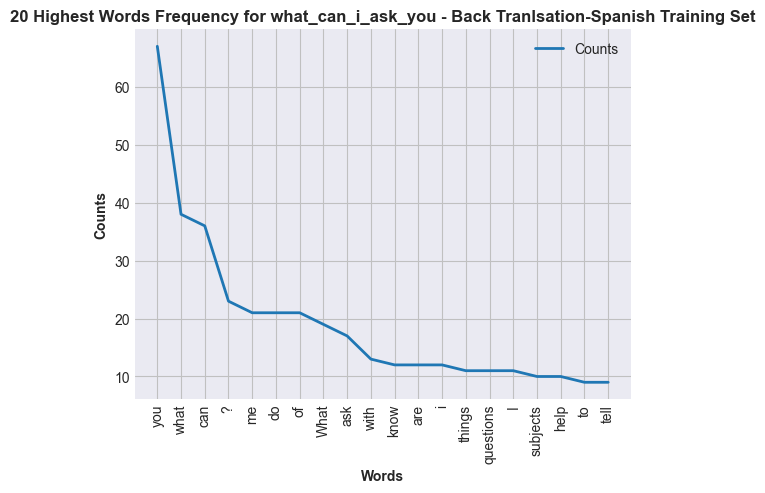 20 Highest Words Frequency for what_can_i_ask_you - Back Tranlsation-Spanish Training Set
Counts
60
50
40
30
20
10
Counts
you
what
can
?
me
do
of
What
ask
with
know
are
i
things
questions
I
subjects
help
to
tell
Words